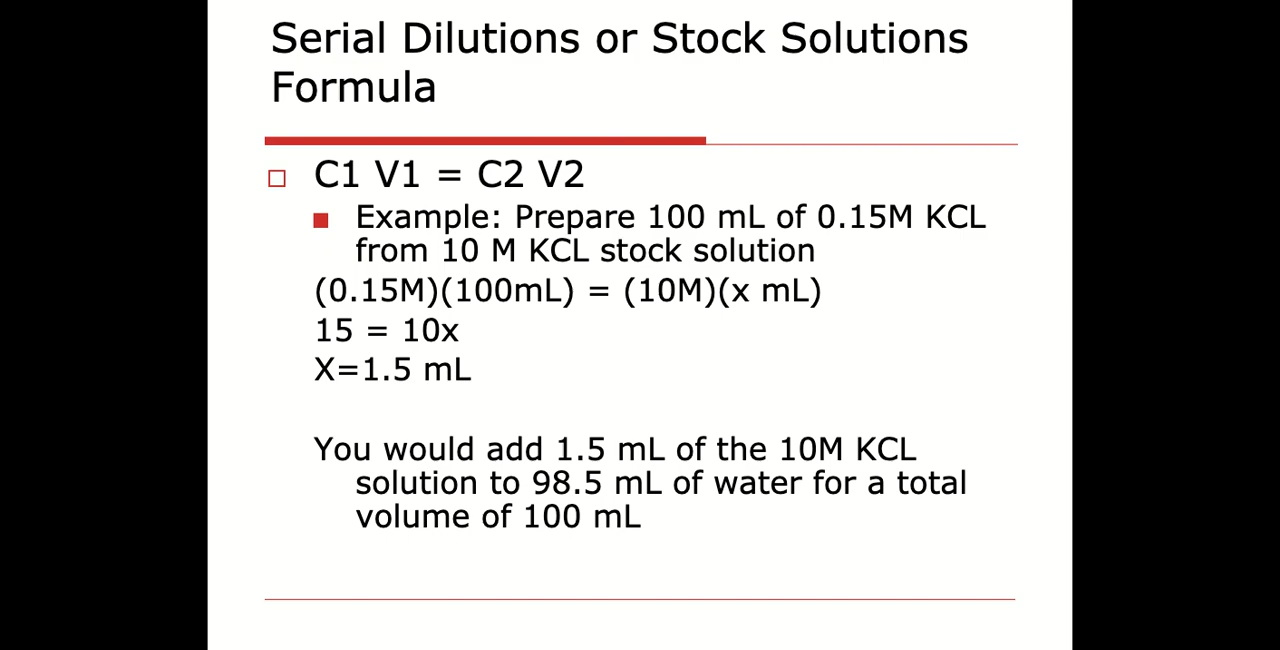 Serial Dilutions or Stock Solutions
Formula
C1 V1 = C2 V2
Example: Prepare 100 mL of 0.15M KCL
from 10 M KCL stock solution
(0.15M)(100mL) = (10M)(x mL)
15 = 10x
X=1.5 mL
You would add 1.5 mL of the 10M KCL
solution to 98.5 mL of water for a total
volume of 100 mL